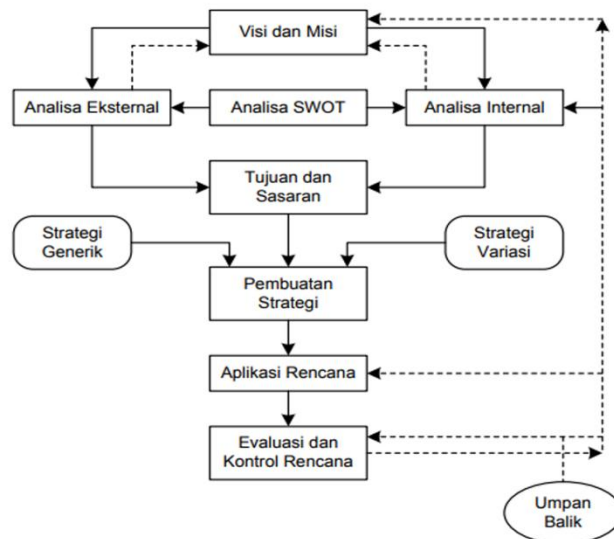 Visi dan Misi
Analisa Eksternal
Analisa SWOT
Analisa Internal
Tujuan dan
Sasaran
Strategi
Generik
Strategi
Variasi
Pembuatan
Strategi
Aplikasi Rencana
Evaluasi dan
Kontrol Rencana
Umpan
Balik